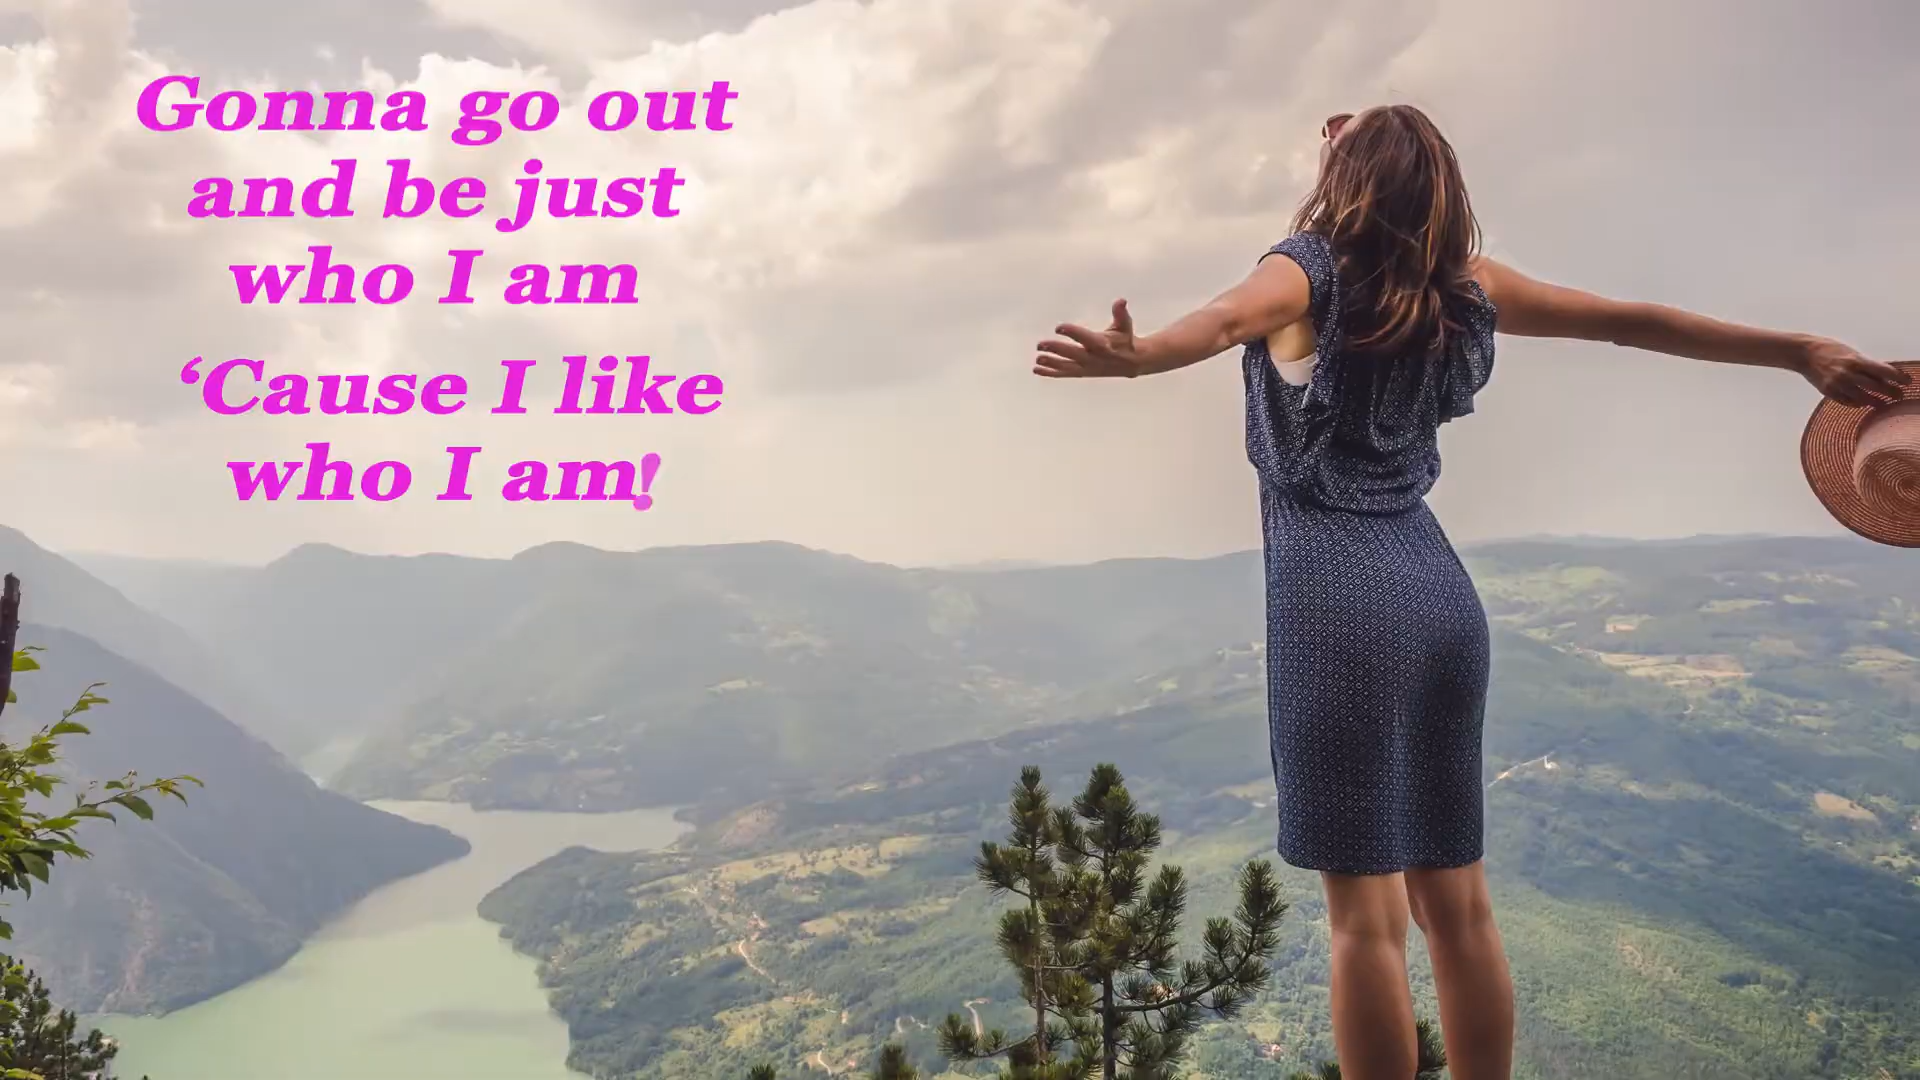 Gonna go out
and be just
who I am
‘Cause I like
who I am!